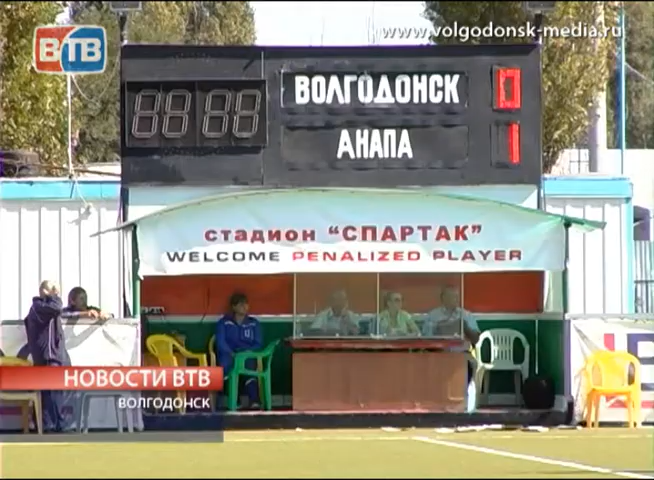 ВТВ
www.volgodonsk-media.ru
ВОЛГОДОНСК 0
АНАПА 1
стадион "СПАРТАК"
WELCOME PENALIZED PLAYER
НОВОСТИ ВТВ
ВОЛГОДОНСК